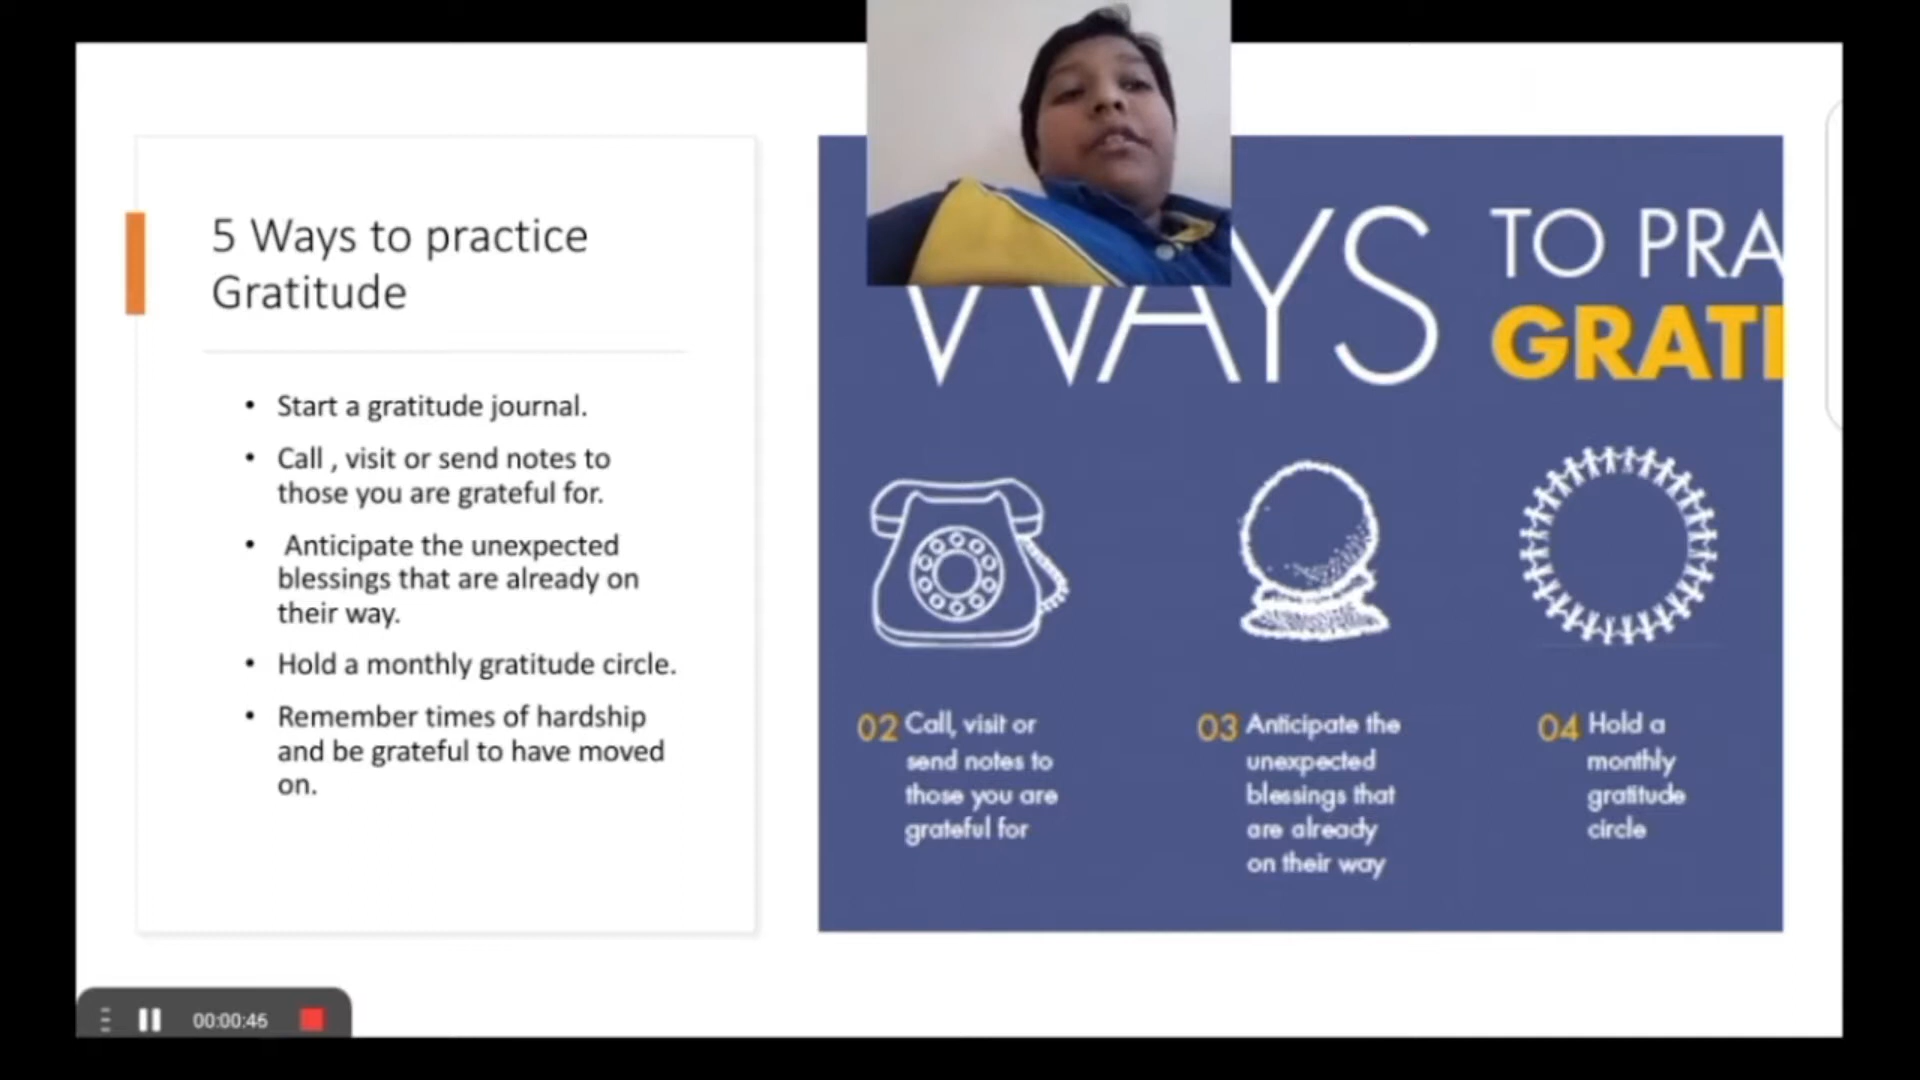 5 Ways to practice
Gratitude
• Start a gratitude journal.
• Call , visit or send notes to
those you are grateful for.
• Anticipate the unexpected
blessings that are already on
their way.
• Hold a monthly gratitude circle.
• Remember times of hardship
and be grateful to have moved
on.
WAYS TO PRA
GRATI
02 Call, visit or
send notes to
those you are
grateful for
03 Anticipate the
unexpected
blessings that
are already
on their way
04 Hold a
monthly
gratitude
circle
00:00:46